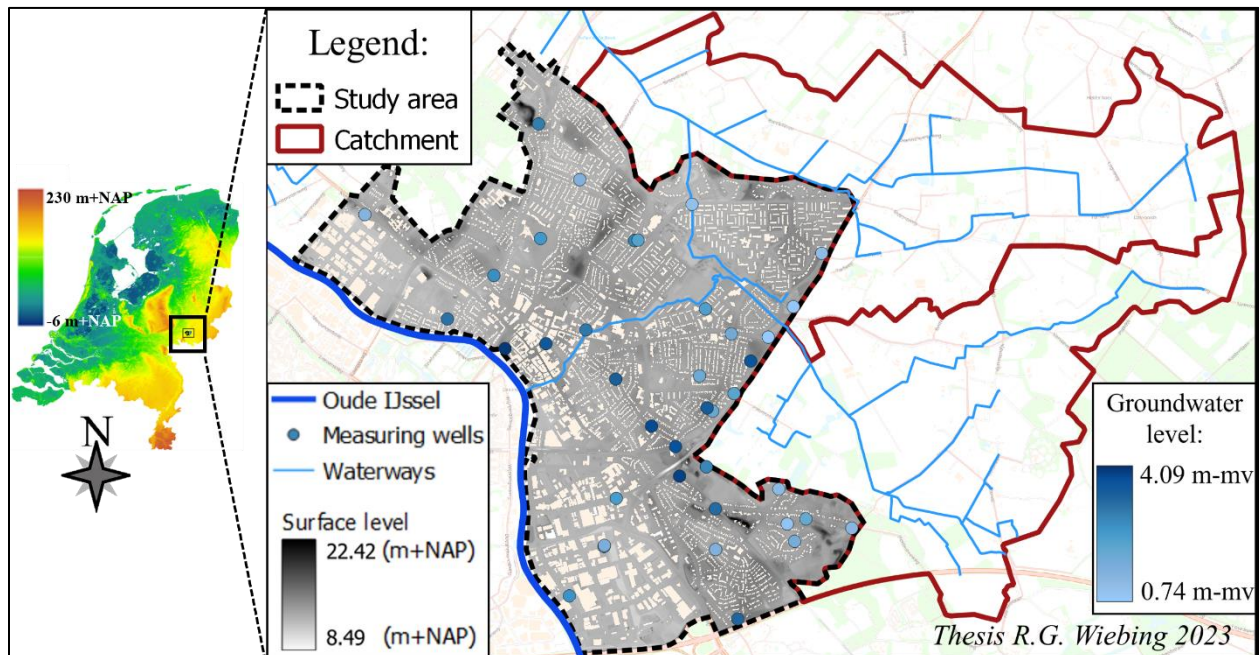 230 m+NAP
-6 m+NAP
N
Legend:
Study area
Catchment
Oude IJssel
Measuring wells
Waterways
Surface level
22.42 (m+NAP)
8.49 (m+NAP)
Groundwater
level:
4.09 m-mv
0.74 m-mv
Thesis R.G. Wiebing 2023